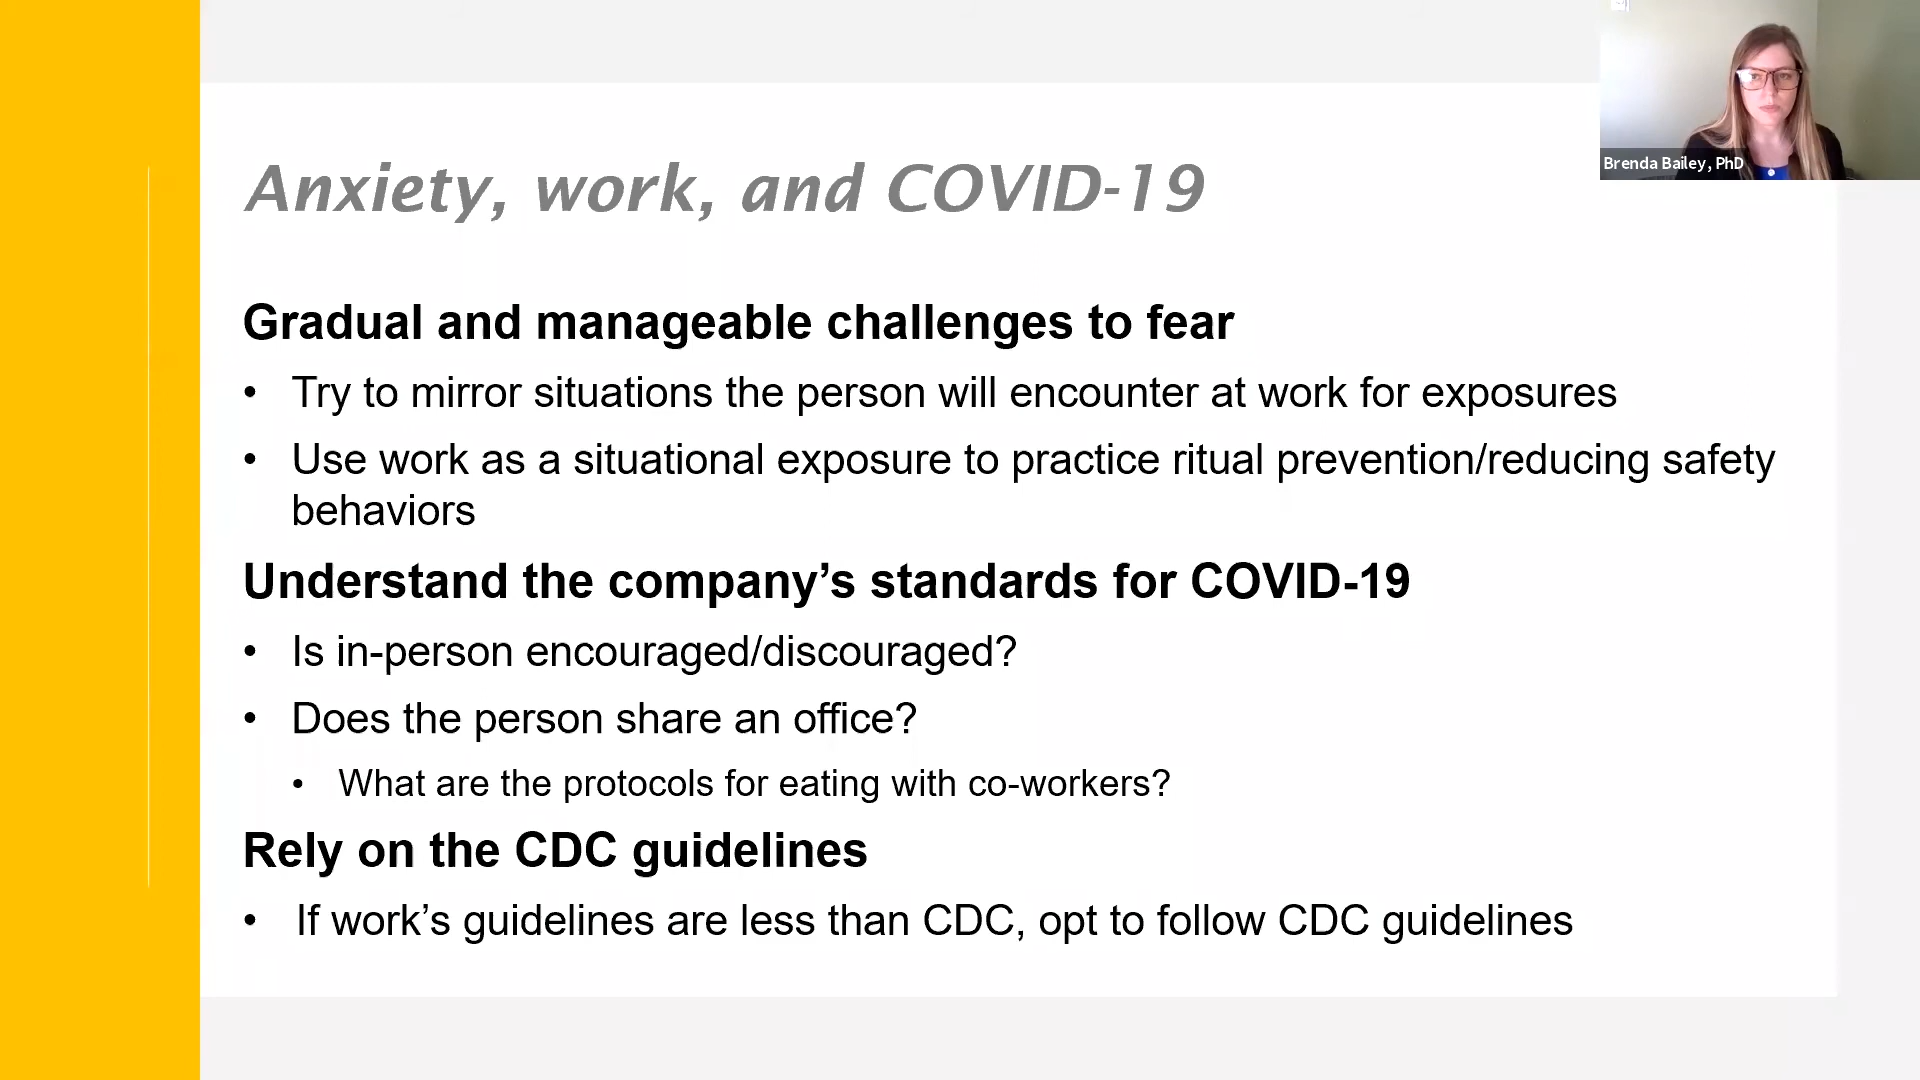 Brenda Bailey, PhD
Anxiety, work, and COVID-19
Gradual and manageable challenges to fear
• Try to mirror situations the person will encounter at work for exposures
• Use work as a situational exposure to practice ritual prevention/reducing safety
behaviors
Understand the company’s standards for COVID-19
• Is in-person encouraged/discouraged?
• Does the person share an office?
• What are the protocols for eating with co-workers?
Rely on the CDC guidelines
• If work’s guidelines are less than CDC, opt to follow CDC guidelines